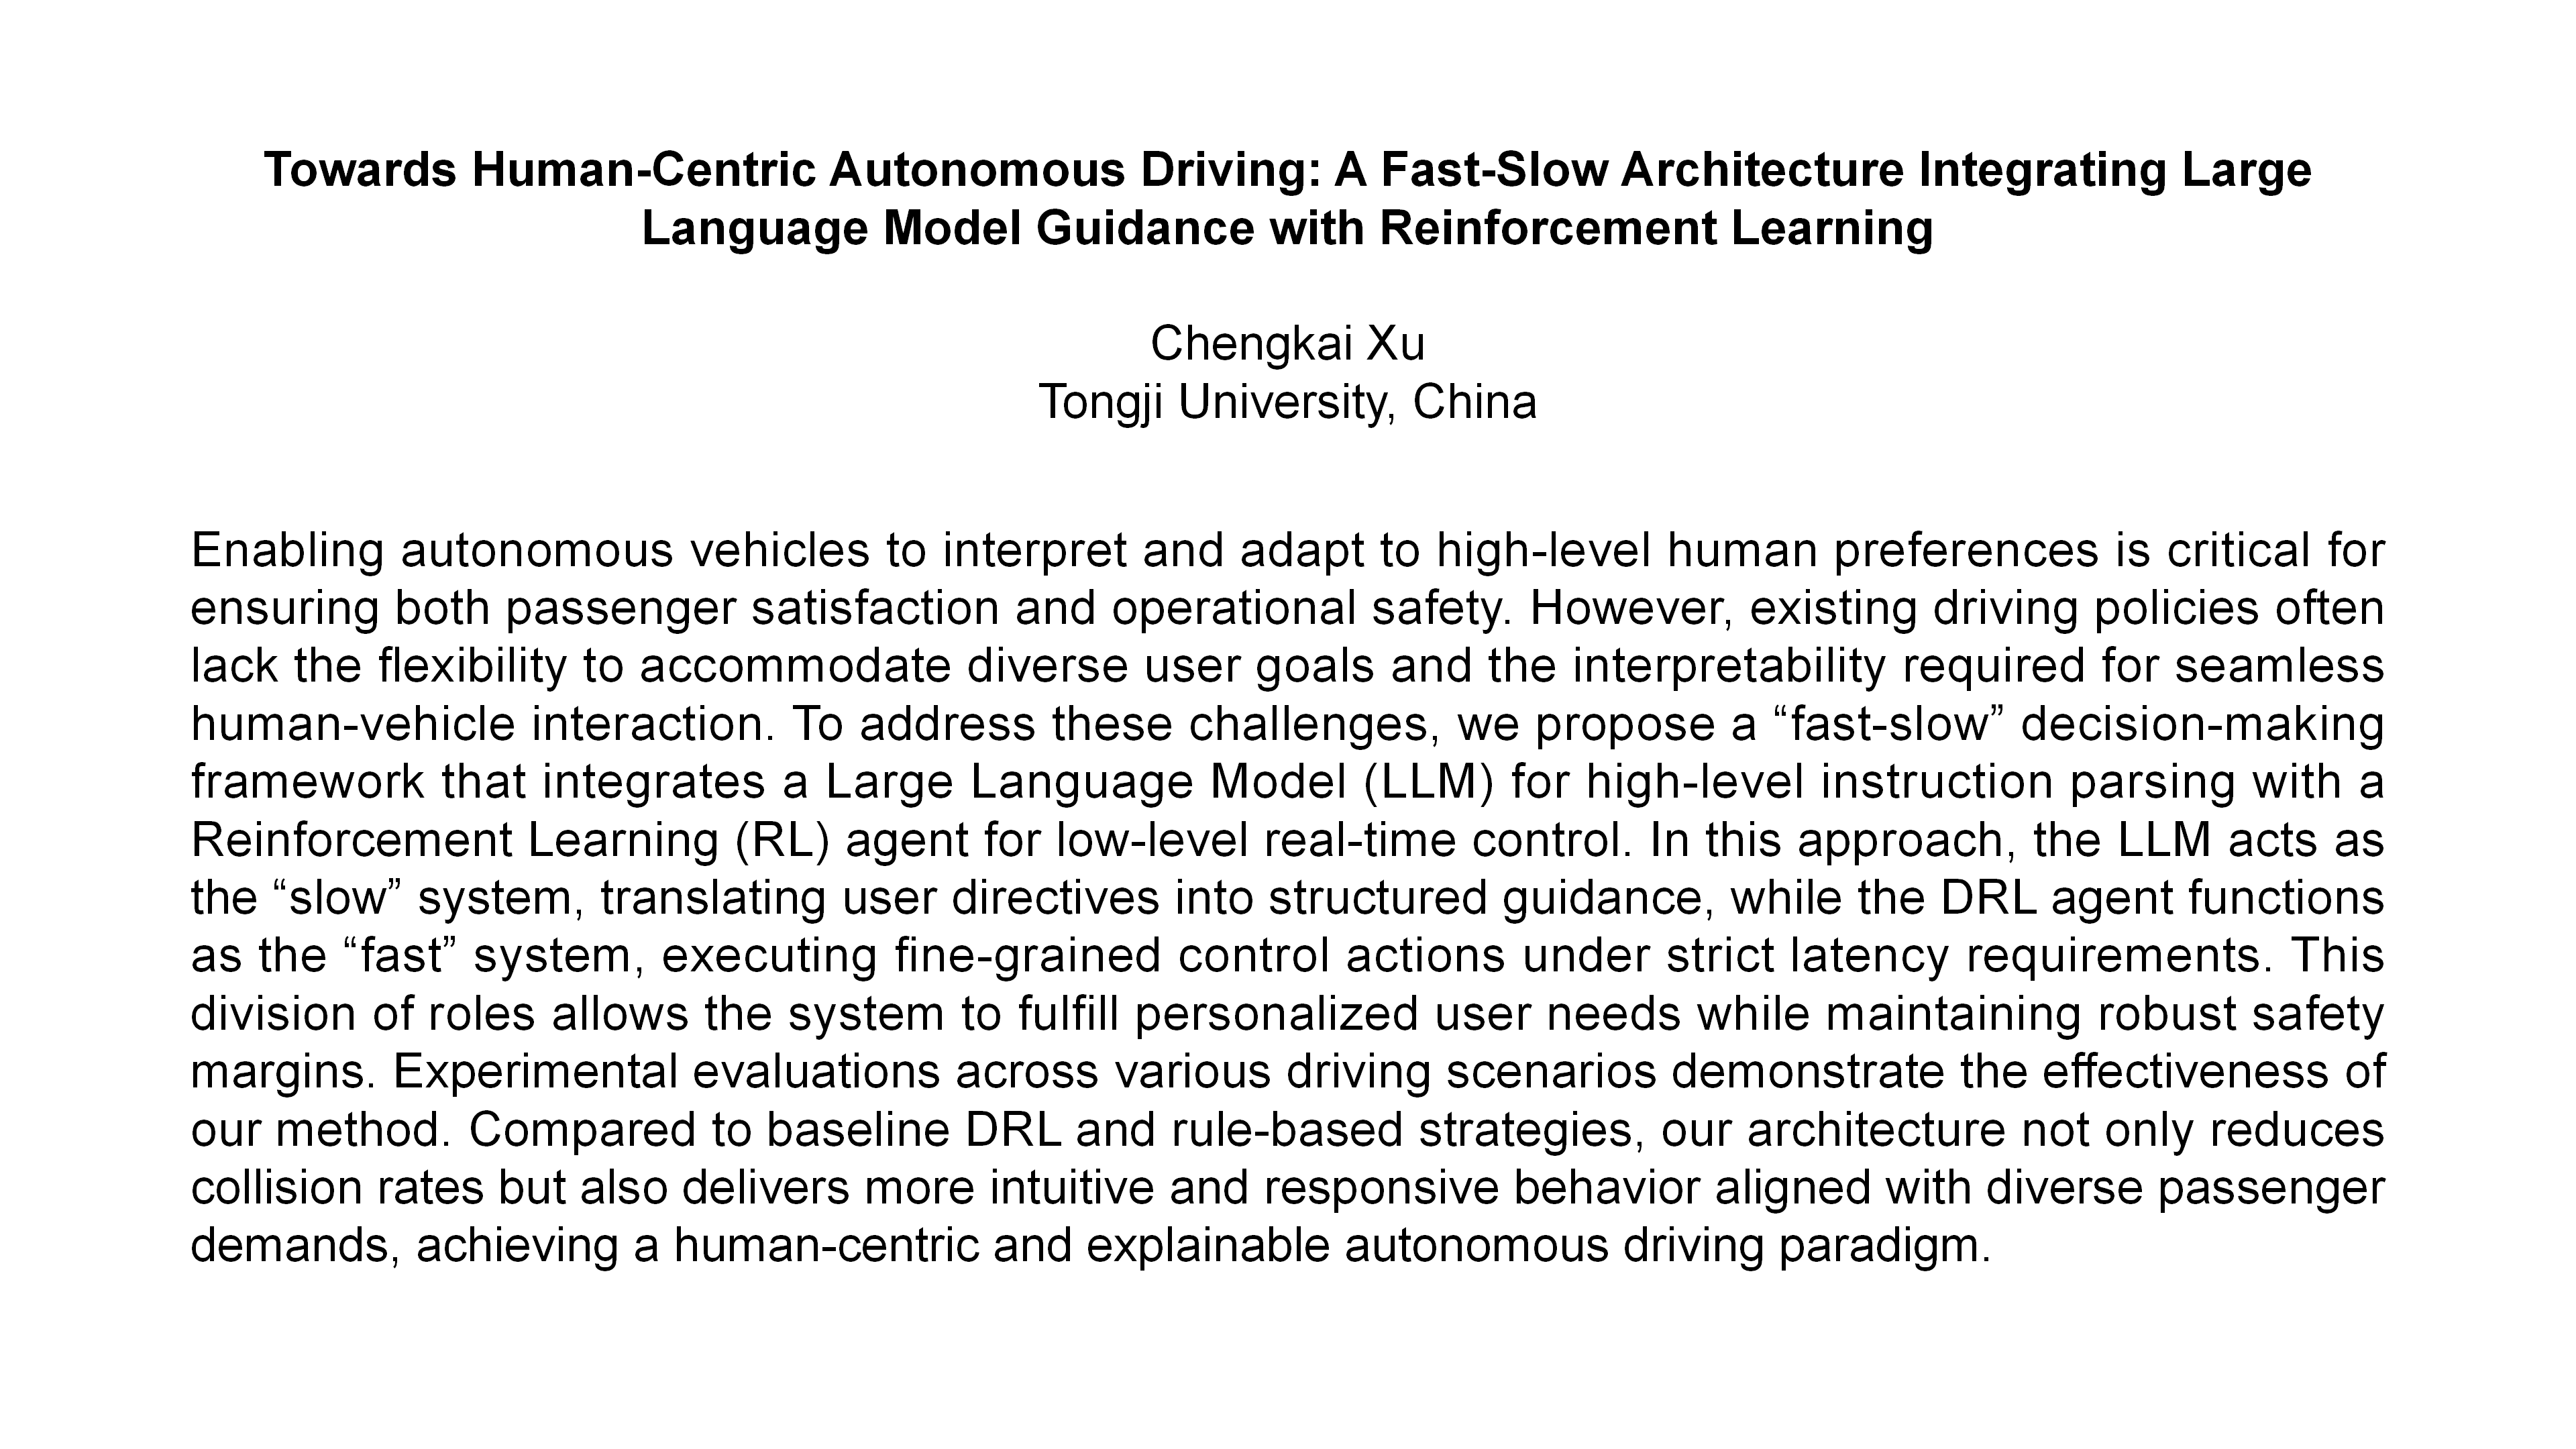 Towards Human-Centric Autonomous Driving: A Fast-Slow Architecture Integrating Large
Language Model Guidance with Reinforcement Learning
Chengkai Xu
Tongji University, China
Enabling autonomous vehicles to interpret and adapt to high-level human preferences is critical for
ensuring both passenger satisfaction and operational safety. However, existing driving policies often
lack the flexibility to accommodate diverse user goals and the interpretability required for seamless
human-vehicle interaction. To address these challenges, we propose a “fast-slow” decision-making
framework that integrates a Large Language Model (LLM) for high-level instruction parsing with a
Reinforcement Learning (RL) agent for low-level real-time control. In this approach, the LLM acts as
the “slow” system, translating user directives into structured guidance, while the DRL agent functions
as the “fast” system, executing fine-grained control actions under strict latency requirements. This
division of roles allows the system to fulfill personalized user needs while maintaining robust safety
margins. Experimental evaluations across various driving scenarios demonstrate the effectiveness of
our method. Compared to baseline DRL and rule-based strategies, our architecture not only reduces
collision rates but also delivers more intuitive and responsive behavior aligned with diverse passenger
demands, achieving a human-centric and explainable autonomous driving paradigm.